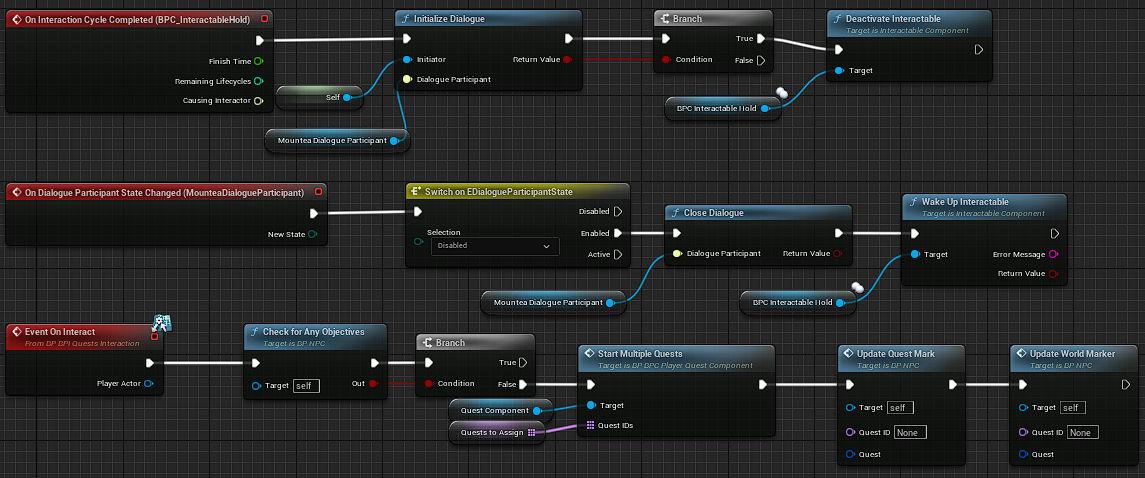 On Interaction Cycle Completed (BPC_InteractableHold)
Finish Time
Remaining Lifecycles
Causing Interactor
Self
Mountea Dialogue Participant
Initialize Dialogue
Initiator
Return Value
Dialogue Participant
Branch
True
Condition
False
BPC Interactable Hold
Deactivate Interactable
Target is Interactable Component
Target
On Dialogue Participant State Changed (MounteaDialogueParticipant)
New State
Switch on EDialogueParticipantState
Disabled
Selection
Enabled
Disabled
Active
Mountea Dialogue Participant
Close Dialogue
Dialogue Participant
Return Value
BPC Interactable Hold
Wake Up Interactable
Target is Interactable Component
Target
Error Message
Return Value
Event On Interact
From BP BPI Quests Interaction
Player Actor
Check for Any Objectives
Target is BP NPC
Target self
Out
Branch
True
Condition
False
Quest Component
Quests to Assign
Start Multiple Quests
Target is BP BPC Player Quest Component
Target
Quest IDs
Update Quest Mark
Target is BP NPC
Target self
Quest ID None
Quest
Update World Marker
Target is BP NPC
Target self
Quest ID None
Quest